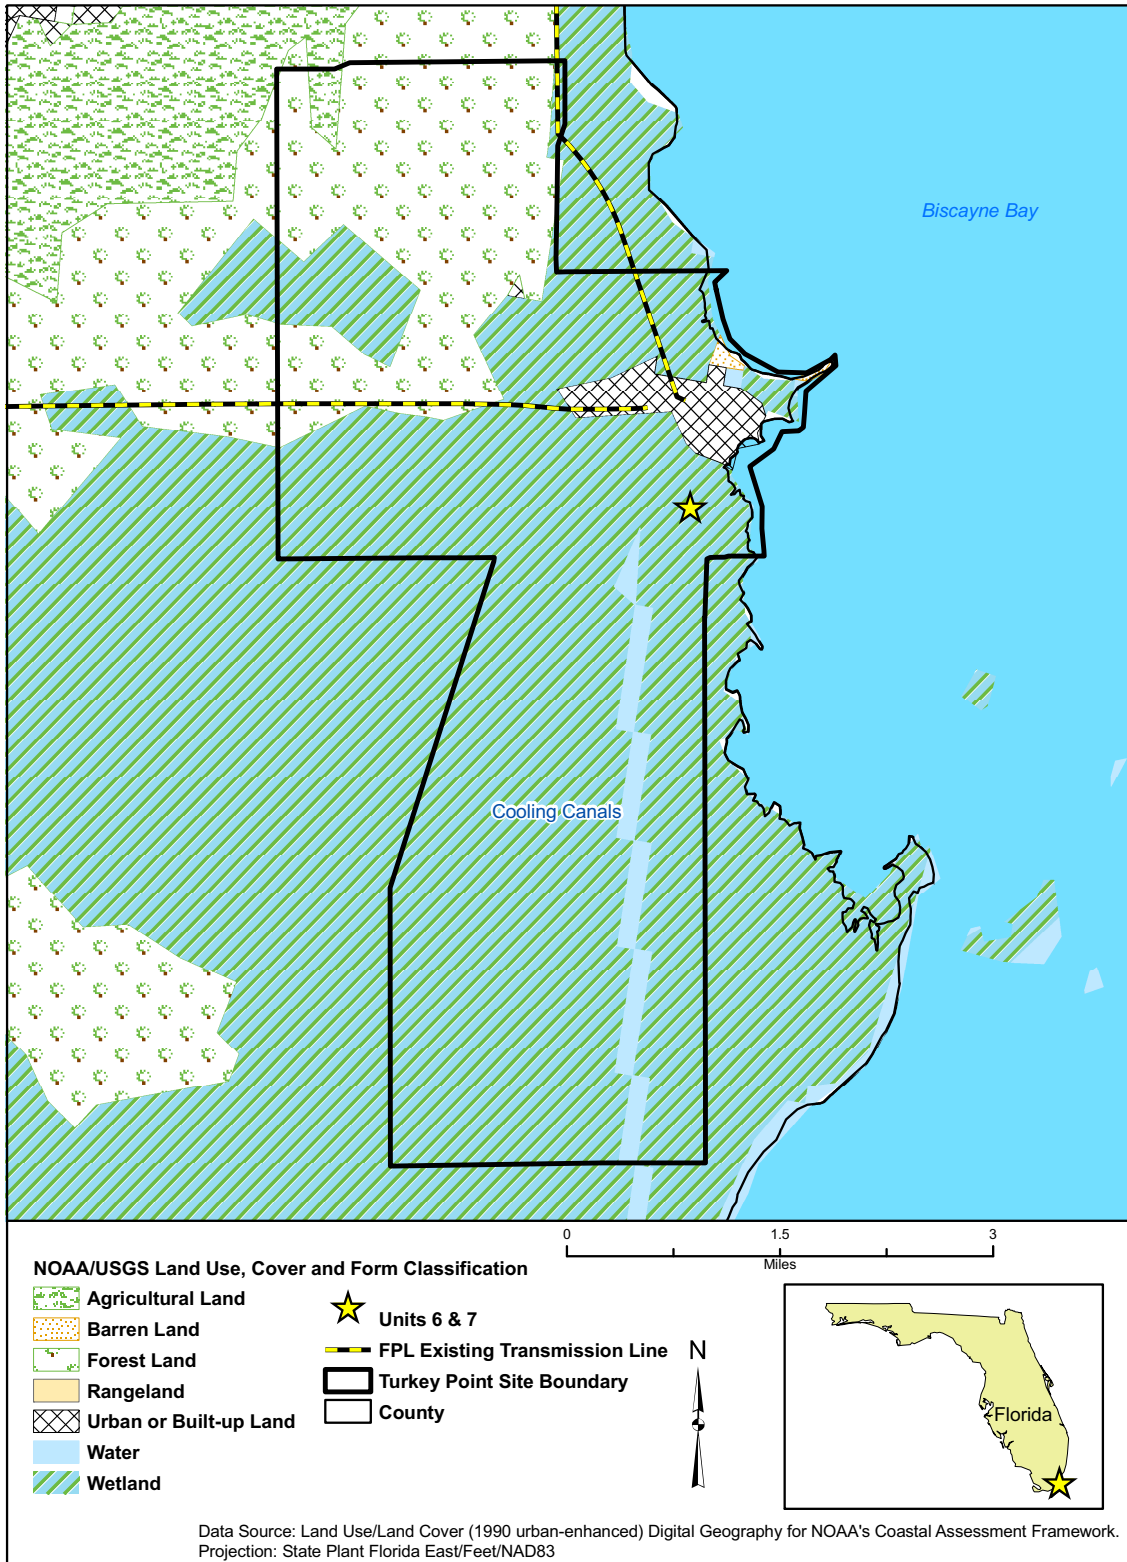 Biscayne Bay
Cooling Canals
0
1.5
3
Miles
NOAA/USGS Land Use, Cover and Form Classification
Agricultural Land
Barren Land
Forest Land
Rangeland
Urban or Built-up Land
Water
Wetland
Units 6 & 7
FPL Existing Transmission Line
Turkey Point Site Boundary
County
N
Florida
Data Source: Land Use/Land Cover (1990 urban-enhanced) Digital Geography for NOAA's Coastal Assessment Framework.
Projection: State Plant Florida East/Feet/NAD83